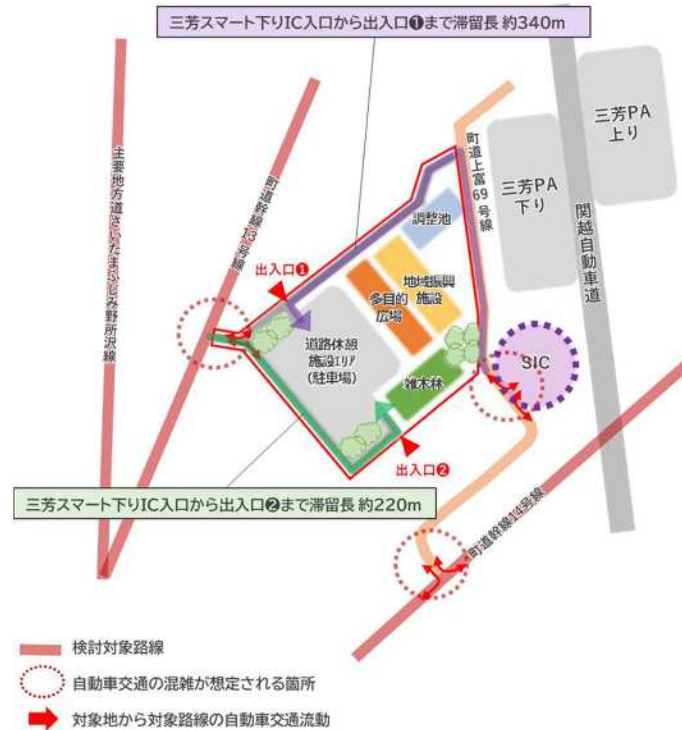 三芳スマート下りIC入口から出入口❶まで滞留長 約340m
三芳PA
上り
三芳PA
下り
関越自動車道
町道上富69号線
主要地方道さいたまふじみ野所沢線
町道幹線13号線
調整池
地域振興
施設
多目的
広場
出入口❶
道路休憩
施設エリア
(駐車場)
雑木林
SIC
出入口❷
三芳スマート下りIC入口から出入口❷まで滞留長 約220m
町道幹線14号線
検討対象路線
自動車交通の混雑が想定される箇所
対象地から対象路線の自動車交通流動